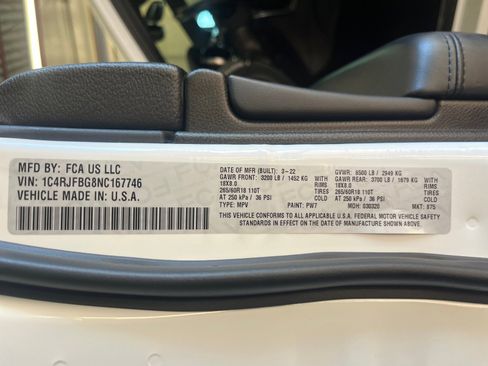 MFD BY: FCA US LLC
VIN: 1C4RJFBG8NC167746
VEHICLE MADE IN: U.S.A.
DATE OF MFR (BUILT): 3-22
GAWR FRONT: 3200 LB / 1452 KG
18X8.0
265/60R18 110T
AT 250 kPa / 36 PSI
TYPE: MPV PAINT: PW7
GVWR: 6500 LB / 2949 KG
WITH GAWR REAR: 3700 LB / 1679 KG WITH
RIMS 18X8.0 RIMS
TIRES 265/60R18 110T TIRES
COLD AT 250 kPa / 36 PSI COLD
MDH: 030320 MKT: 875
THIS VEHICLE CONFORMS TO ALL APPLICABLE U.S.A. FEDERAL MOTOR VEHICLE SAFETY
STANDARDS IN EFFECT ON THE DATE OF MANUFACTURE SHOWN ABOVE.